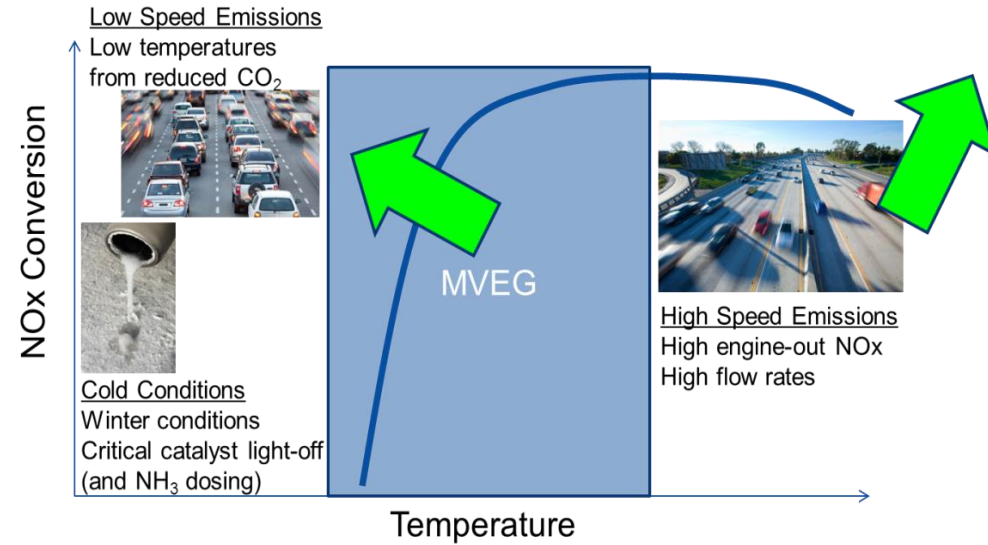 Low Speed Emissions
Low temperatures
from reduced CO₂
NOx Conversion
MVEG
Cold Conditions
Winter conditions
Critical catalyst light-off
(and NH₃ dosing)
High Speed Emissions
High engine-out NOx
High flow rates
Temperature